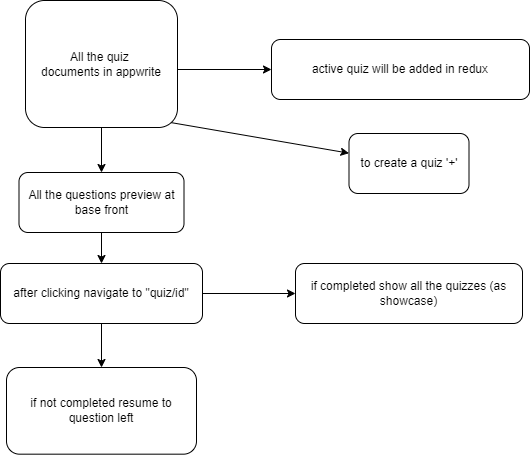 All the quiz
documents in appwrite
active quiz will be added in redux
to create a quiz '+'
All the questions preview at
base front
after clicking navigate to "quiz/id"
if completed show all the quizzes (as
showcase)
if not completed resume to
question left